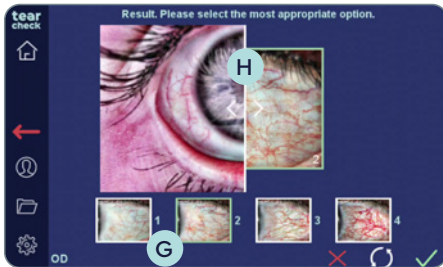 tear
check
Result. Please select the most appropriate option.
H
2
1
2
3
4
G
OD